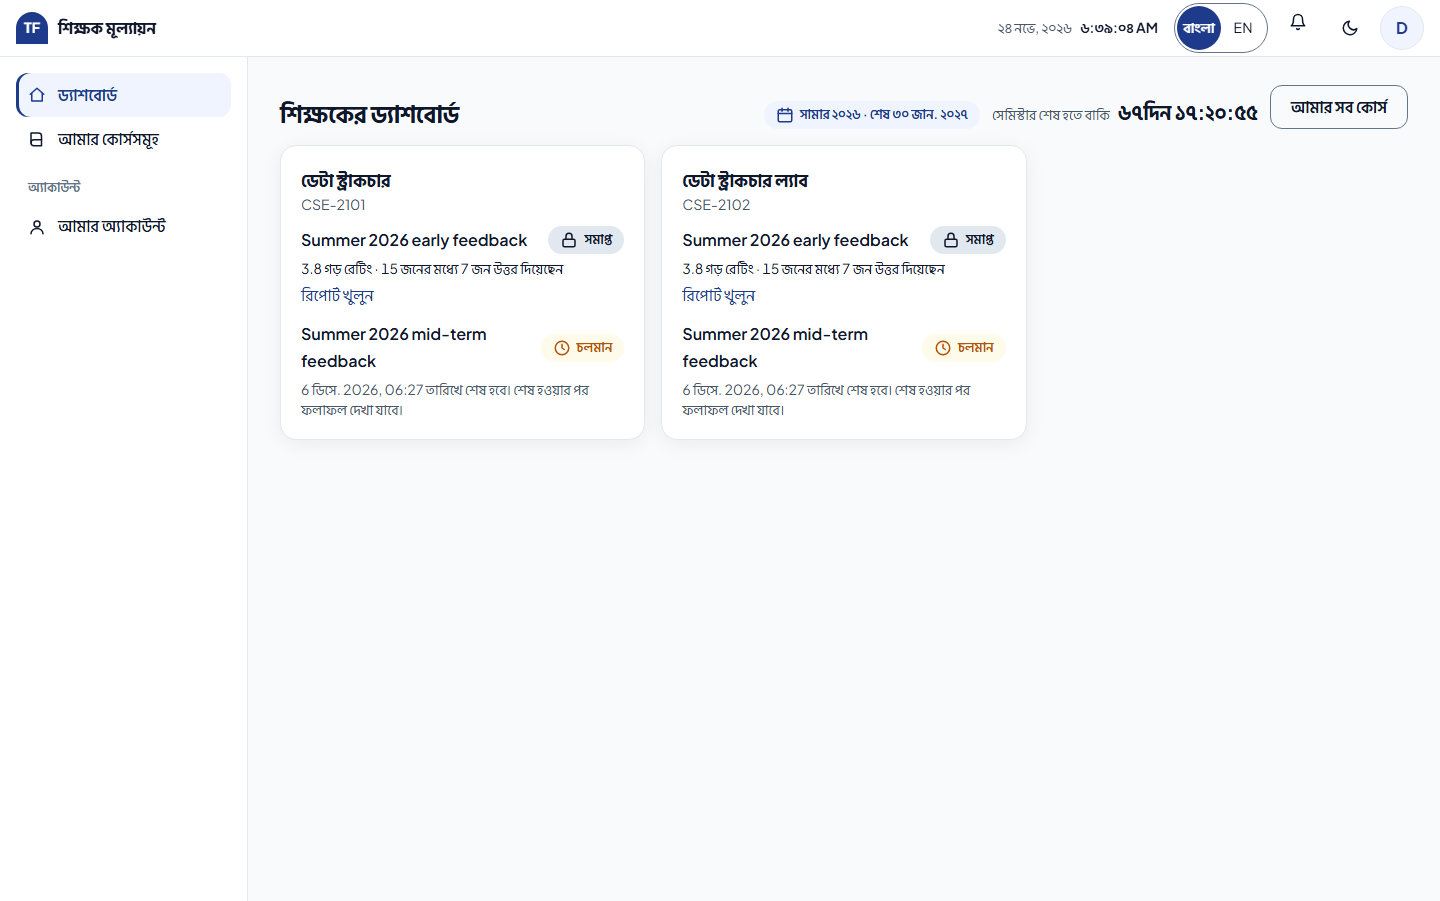 TF শিক্ষক মূল্যায়ন
২৪ নভে, ২০২৬ ৬:৩৯:০৪ AM বাংলা EN D
ড্যাশবোর্ড
আমার কোর্সসমূহ
অ্যাকাউন্ট
আমার অ্যাকাউন্ট
শিক্ষকের ড্যাশবোর্ড
সামার ২০২৬ · শেষ ৩০ জান. ২০২৭ সেমিস্টার শেষ হতে বাকি ৬৭দিন ১৭:২০:৫৫ আমার সব কোর্স
ডেটা স্ট্রাকচার
CSE-2101
Summer 2026 early feedback সমাপ্ত
3.8 গড় রেটিং · 15 জনের মধ্যে 7 জন উত্তর দিয়েছেন
রিপোর্ট খুলুন
Summer 2026 mid-term
feedback
চলমান
6 ডিসে. 2026, 06:27 তারিখে শেষ হবে। শেষ হওয়ার পর
ফলাফল দেখা যাবে।
ডেটা স্ট্রাকচার ল্যাব
CSE-2102
Summer 2026 early feedback সমাপ্ত
3.8 গড় রেটিং · 15 জনের মধ্যে 7 জন উত্তর দিয়েছেন
রিপোর্ট খুলুন
Summer 2026 mid-term
feedback
চলমান
6 ডিসে. 2026, 06:27 তারিখে শেষ হবে। শেষ হওয়ার পর
ফলাফল দেখা যাবে।